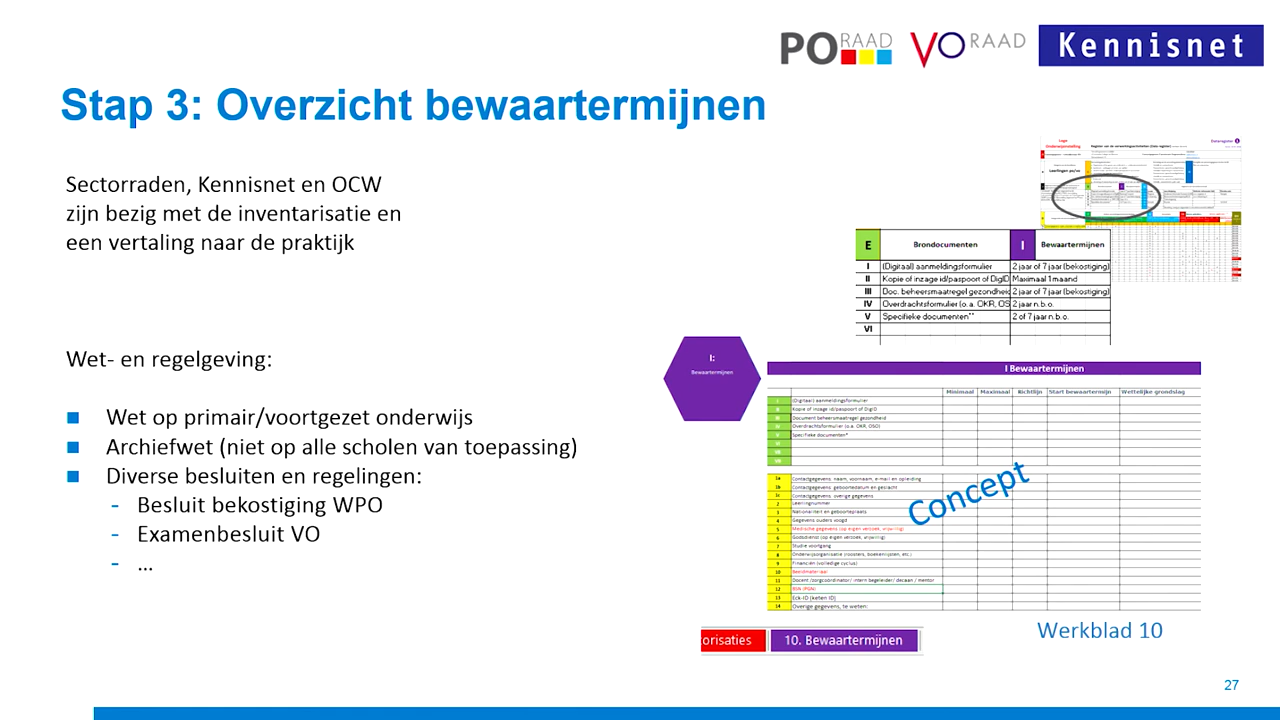 PO RAAD
VO RAAD
Kennisnet
Stap 3: Overzicht bewaartermijnen
Sectorraden, Kennisnet en OCW
zijn bezig met de inventarisatie en
een vertaling naar de praktijk
Wet- en regelgeving:
Wet op primair/voortgezet onderwijs
Archiefwet (niet op alle scholen van toepassing)
Diverse besluiten en regelingen:
- Besluit bekostiging WPO
- Examenbesluit VO
- ...
E Brondocumenten I Bewaartermijnen
I (Digitaal) aanmeldingsformulier 2 jaar of 7 jaar (bekostiging)
II Kopie of inzage id/paspoort of DigiD Maximaal 1 maand
III Doc. beheersmaatregel gezondheid 2 jaar of 7 jaar (bekostiging)
IV Overdrachtsformulier (o.a. OKR, OS 2 jaar n.b.o.
V Specifieke documenten** 2 of 7 jaar n.b.o.
VI
I:
Bewaartermijnen
I Bewaartermijnen
Minimaal Maximaal Richtlijn Start bewaartermijn Wettelijke grondslag
I (Digitaal) aanmeldingsformulier
II Kopie of inzage id/paspoort of DigiD
III Document beheersmaatregel gezondheid
IV Overdrachtsformulier (o.a. OKR, OSO)
V Specifieke documenten*
VI
VII
VIII
1a Contactgegevens: naam, voornaam, e-mail en opleiding
1b Contactgegevens: geboortedatum en geslacht
1c Contactgegevens: overige gegevens
2 Leerlingnummer
3 Nationaliteit en geboorteplaats
4 Gegevens ouders voogd
5 Medische gegevens (op eigen verzoek, vrijwillig)
6 Godsdienst (op eigen verzoek, vrijwillig)
7 Studie voortgang
8 Onderwijsorganisatie (roosters, boekenlijsten, etc.)
9 Financien (volledige cyclus)
10 Beeldmateriaal
11 Docent /zorgcoordinator/ intern begeleider/ decaan / mentor
12 BSN (PGN)
13 Eck-ID (keten ID)
14 Overige gegevens, te weten:
Concept
orisaties 10. Bewaartermijnen
Werkblad 10
27